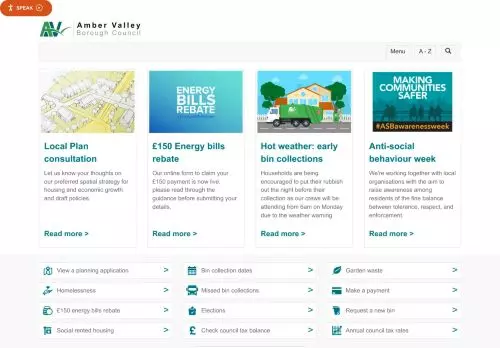 SPEAK
Amber Valley
Borough Council
Menu
A - Z
ENERGY
BILLS
REBATE
MAKING
COMMUNITIES
SAFER
#ASBawarenessweek
Local Plan
consultation
Let us know your thoughts on
our preferred spatial strategy for
housing and economic growth
and draft policies.
Read more >
£150 Energy bills
rebate
Our online form to claim your
£150 payment is now live,
please read through the
guidance before submitting your
details.
Read more >
Hot weather: early
bin collections
Households are being
encouraged to put their rubbish
out the night before their
collection as our crews will be
attending from 6am on Monday
due to the weather warning
Read more >
Anti-social
behaviour week
We're working together with local
organisations with the aim to
raise awareness among
residents of the fine balance
between tolerance, respect, and
enforcement.
Read more >
View a planning application >
Bin collection dates >
Garden waste >
Homelessness >
Missed bin collections >
Make a payment >
£150 energy bills rebate >
Elections >
Request a new bin >
Social rented housing >
Check council tax balance >
Annual council tax rates >